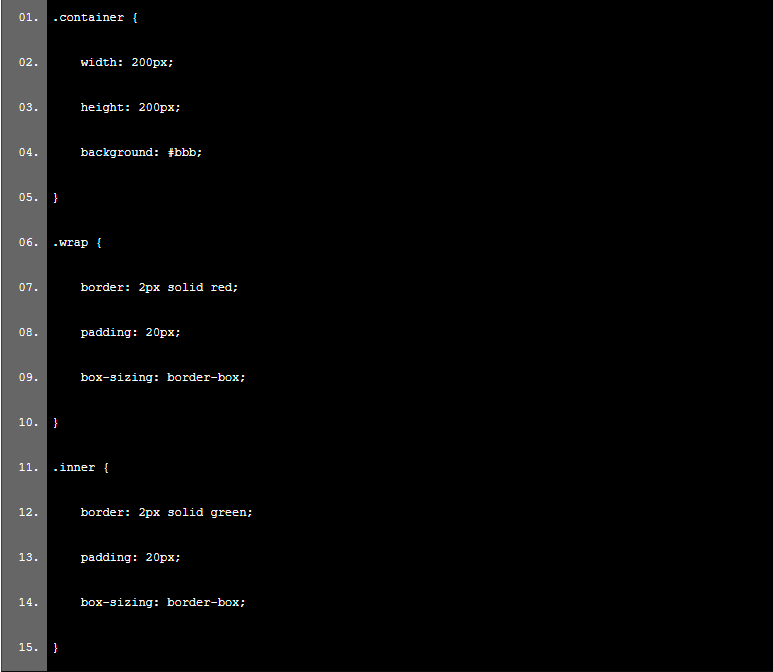 01. .container {
02.     width: 200px;
03.     height: 200px;
04.     background: #bbb;
05. }
06. .wrap {
07.     border: 2px solid red;
08.     padding: 20px;
09.     box-sizing: border-box;
10. }
11. .inner {
12.     border: 2px solid green;
13.     padding: 20px;
14.     box-sizing: border-box;
15. }